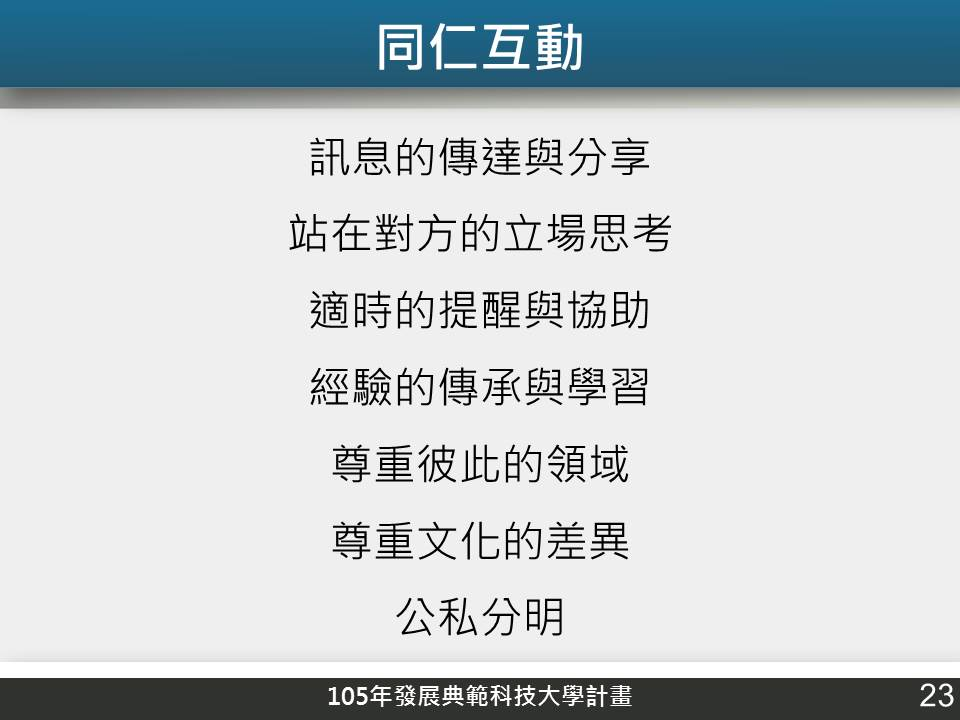 同仁互動
訊息的傳達與分享
站在對方的立場思考
適時的提醒與協助
經驗的傳承與學習
尊重彼此的領域
尊重文化的差異
公私分明
105年發展典範科技大學計畫
23